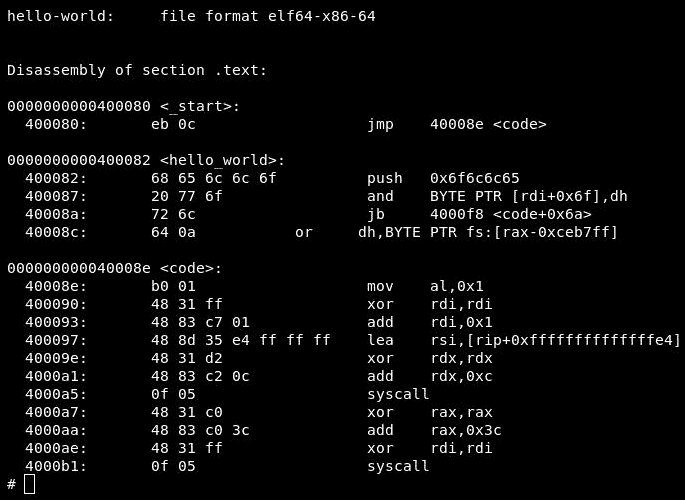 hello-world:     file format elf64-x86-64
Disassembly of section .text:
0000000000400080 <_start>:
  400080:       eb 0c                   jmp    40008e <code>
0000000000400082 <hello_world>:
  400082:       68 65 6c 6c 6f          push   0x6f6c6c65
  400087:       20 77 6f                and    BYTE PTR [rdi+0x6f],dh
  40008a:       72 6c                   jb     4000f8 <code+0x6a>
  40008c:       64 0a           or     dh,BYTE PTR fs:[rax-0xceb7ff]
000000000040008e <code>:
  40008e:       b0 01                   mov    al,0x1
  400090:       48 31 ff                xor    rdi,rdi
  400093:       48 83 c7 01             add    rdi,0x1
  400097:       48 8d 35 e4 ff ff ff    lea    rsi,[rip+0xffffffffffffffe4]
  40009e:       48 31 d2                xor    rdx,rdx
  4000a1:       48 83 c2 0c             add    rdx,0xc
  4000a5:       0f 05                   syscall
  4000a7:       48 31 c0                xor    rax,rax
  4000aa:       48 83 c0 3c             add    rax,0x3c
  4000ae:       48 31 ff                xor    rdi,rdi
  4000b1:       0f 05                   syscall
#